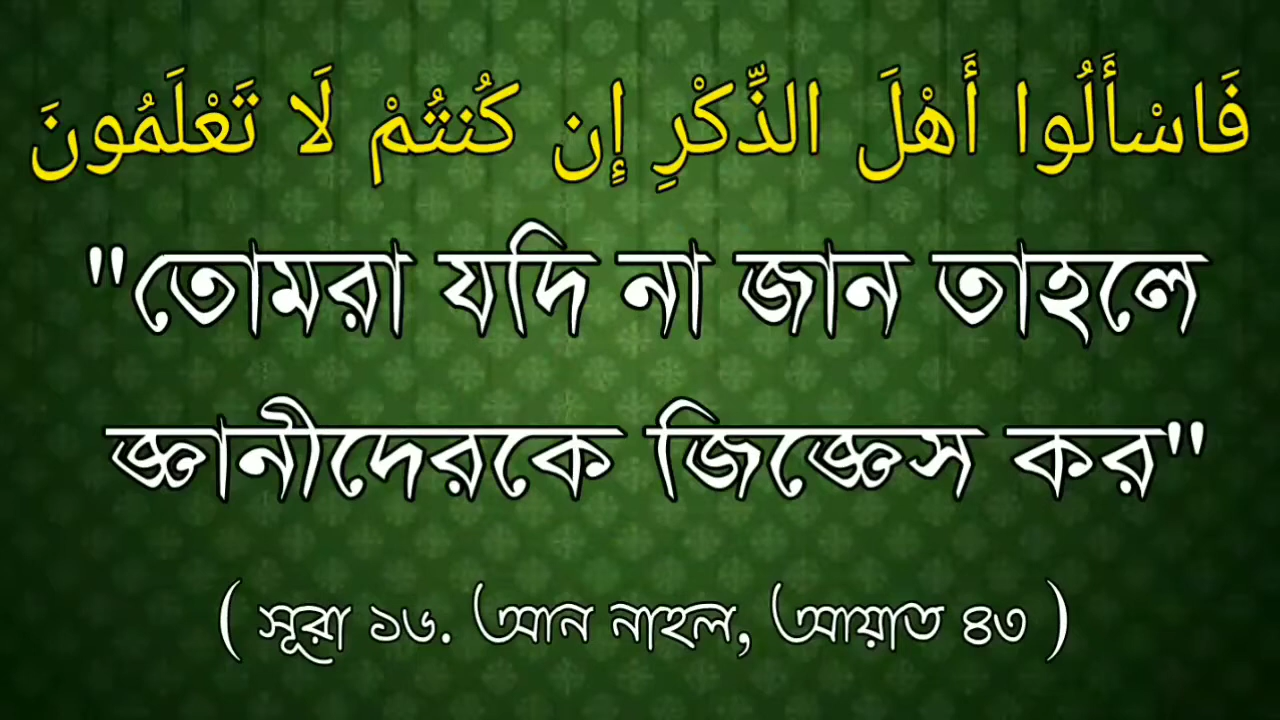 فَاسْأَلُوا أَهْلَ الذِّكْرِ إِن كُنتُمْ لَا تَعْلَمُونَ
"তোমরা যদি না জান তাহলে
জ্ঞানীদেরকে জিজ্ঞেস কর"
( সূরা ১৬. আন নাহল, আয়াত ৪৩ )